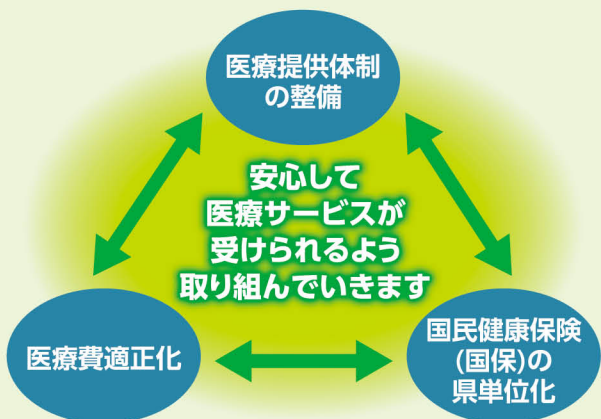 医療提供体制
の整備
安心して
医療サービスが
受けられるよう
取り組んでいきます
医療費適正化
国民健康保険
(国保)の
県単位化